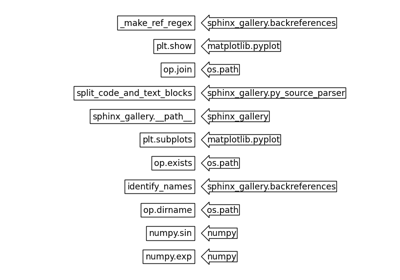 _make_ref_regex sphinx_gallery.backreferences
plt.show matplotlib.pyplot
op.join os.path
split_code_and_text_blocks sphinx_gallery.py_source_parser
sphinx_gallery.__path__ sphinx_gallery
plt.subplots matplotlib.pyplot
op.exists os.path
identify_names sphinx_gallery.backreferences
op.dirname os.path
numpy.sin numpy
numpy.exp numpy